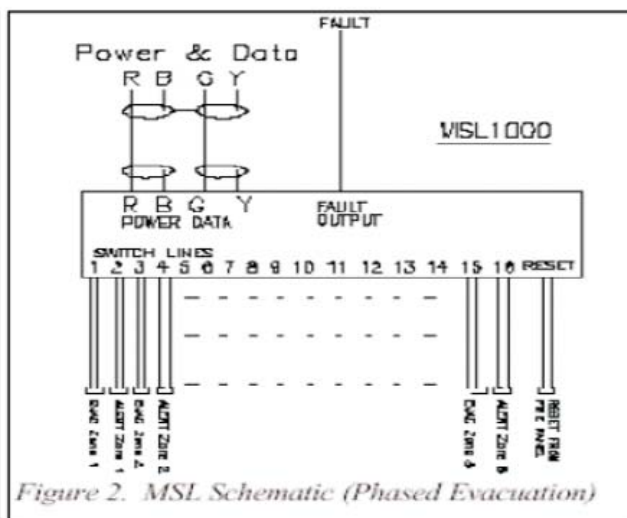 FAULT
Power & Data
R B G Y
MSL1000
R B G Y
POWER DATA
FAULT
OUTPUT
SWITCH LINES
1 2 3 4 5 6 7 8 9 10 11 12 13 14 15 16 RESET
EVAC Zone 1
ALERT Zone 1
EVAC Zone 2
ALERT Zone 2
EVAC Zone 8
ALERT Zone 8
RESET FROM
FIRE PANEL
Figure 2. MSL Schematic (Phased Evacuation)